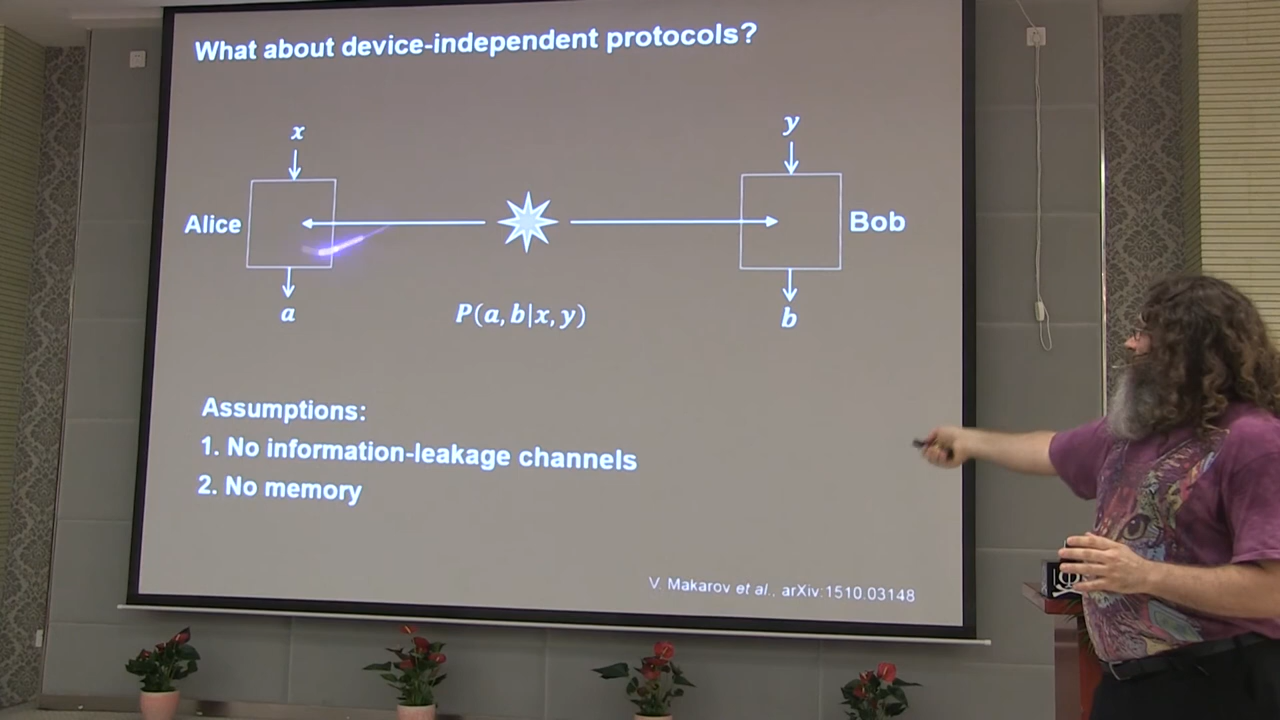 What about device-independent protocols?
x
y
Alice
Bob
a
P(a, b|x, y)
b
Assumptions:
1. No information-leakage channels
2. No memory
V. Makarov et al., arXiv:1510.03148